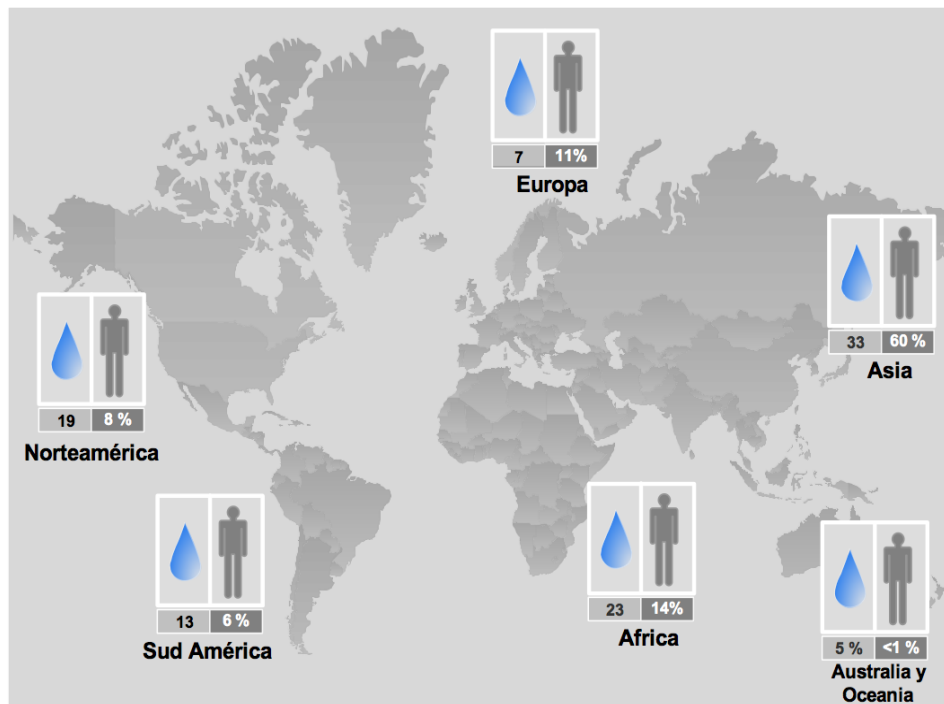 7 11%
Europa
33 60 %
Asia
19 8 %
Norteamérica
13 6 %
Sud América
23 14%
Africa
5 % <1 %
Australia y
Oceania